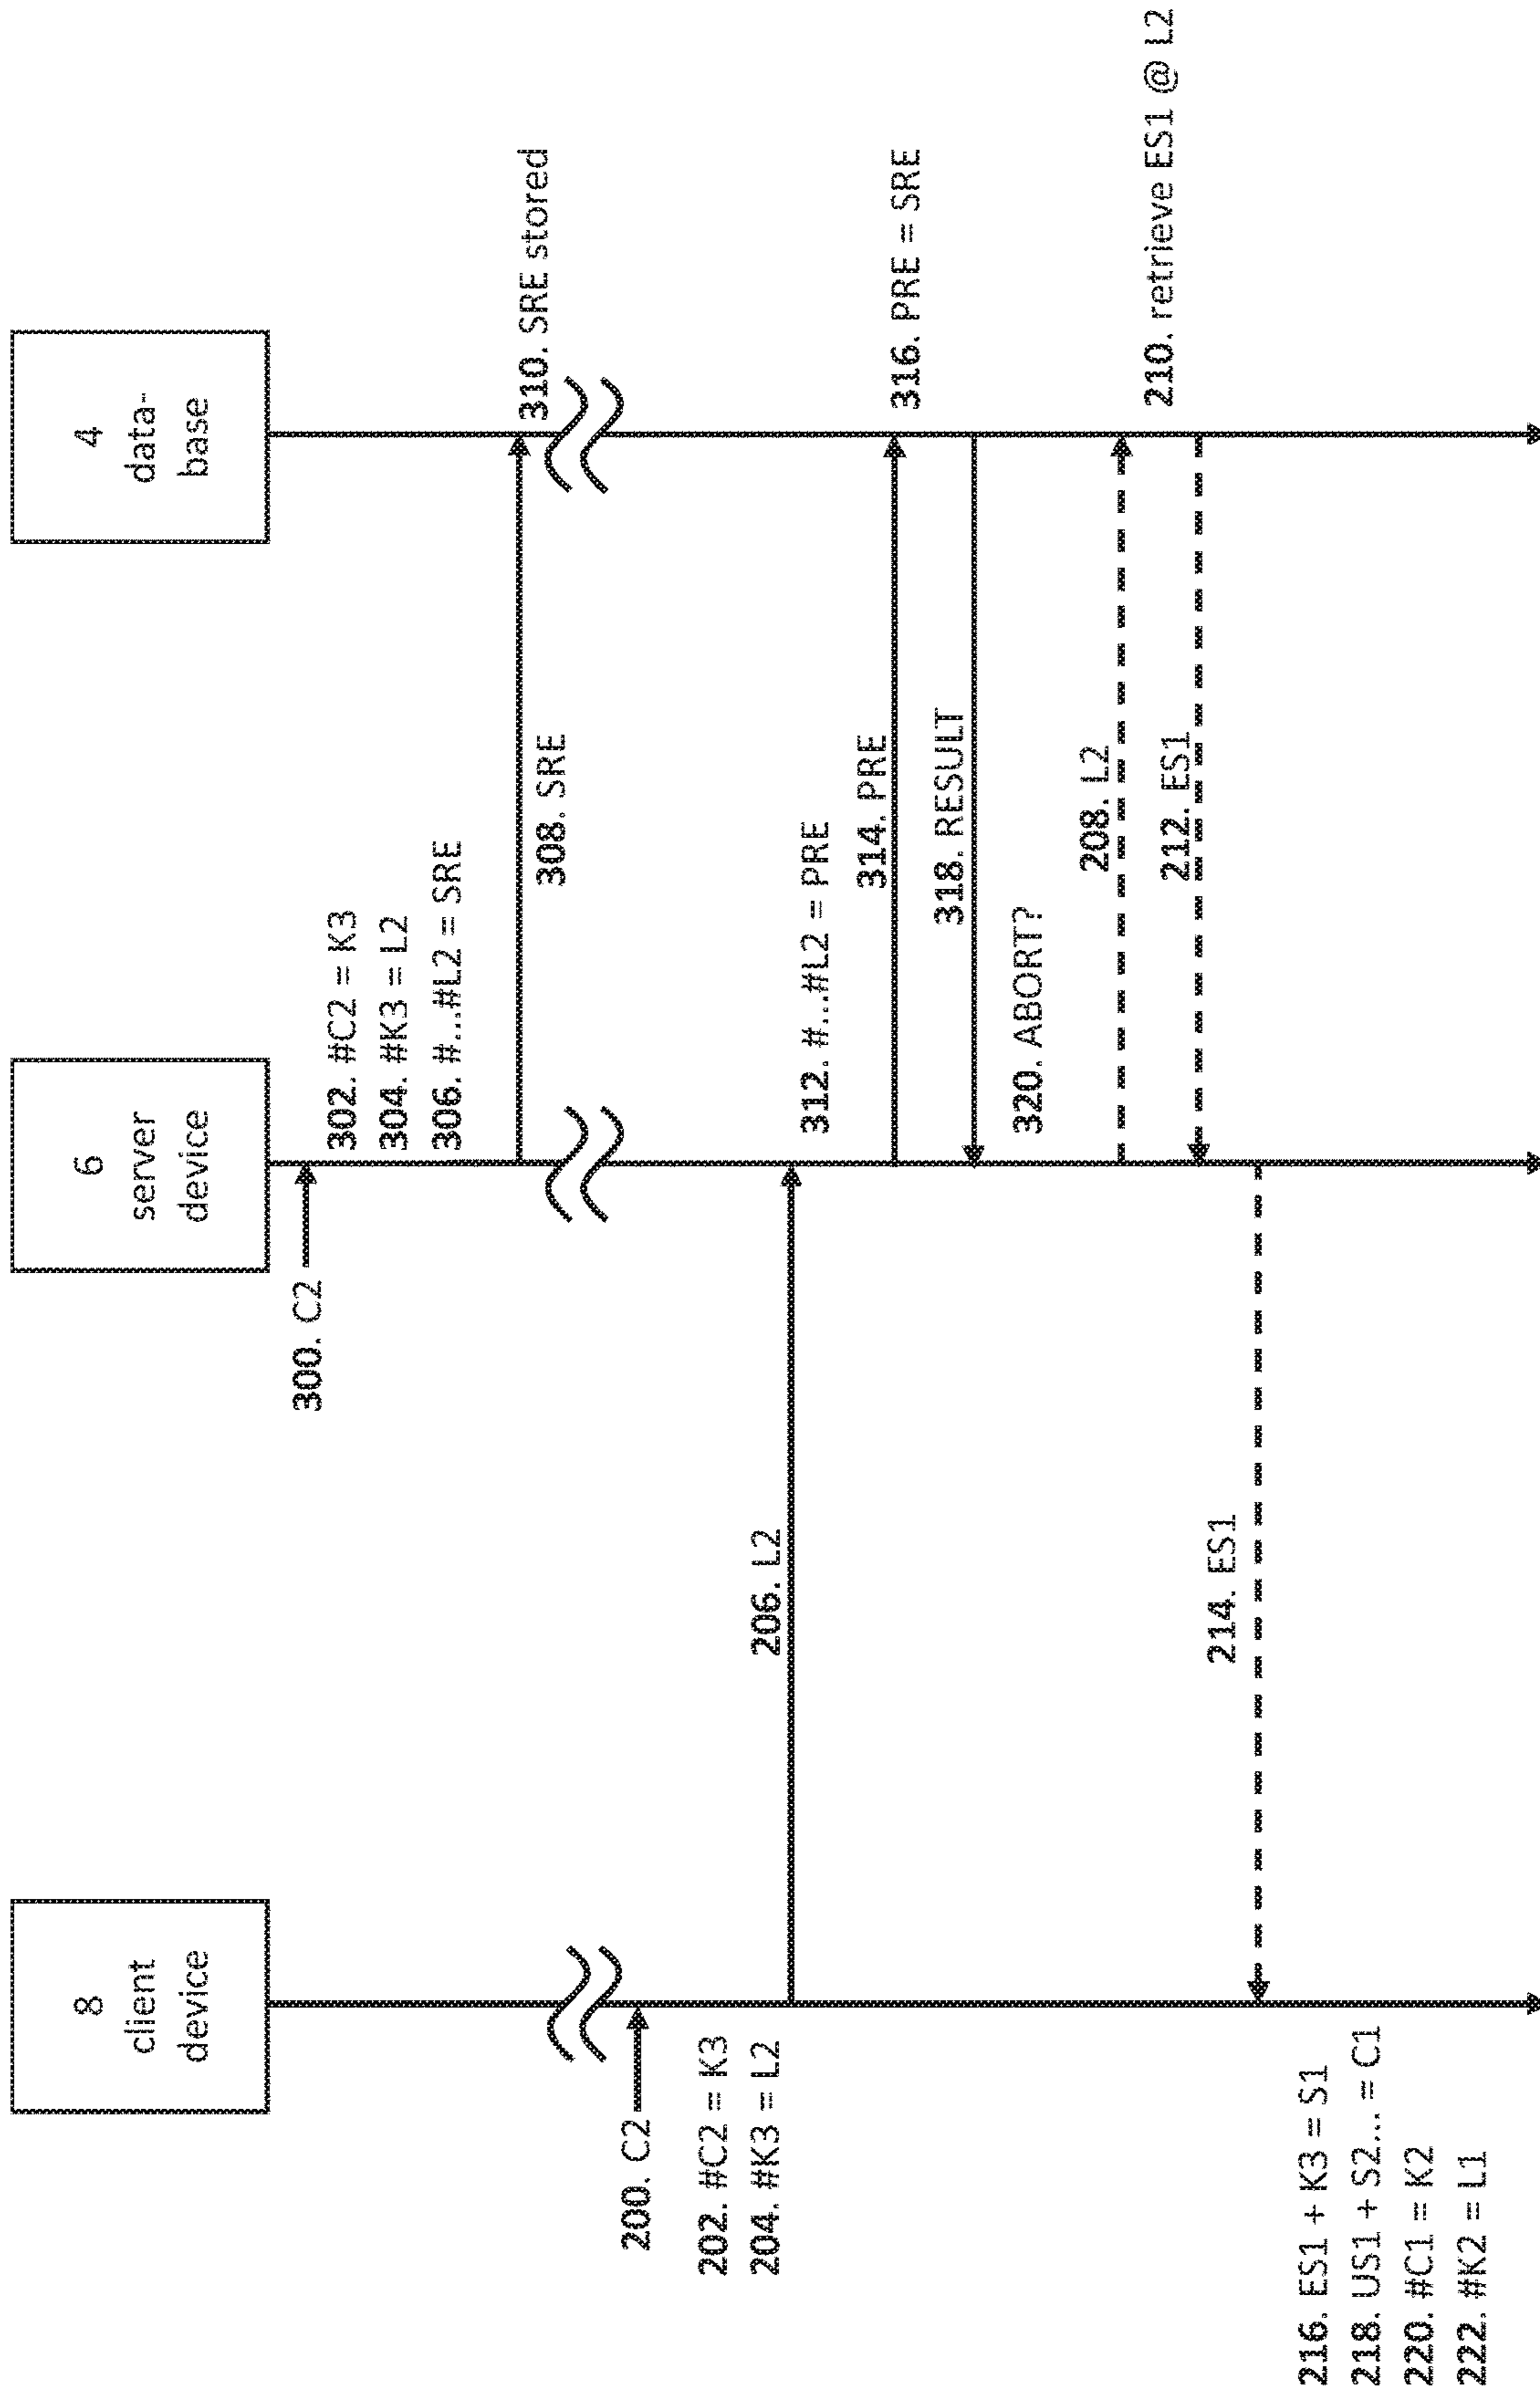 8
client
device
6
server
device
4
data-
base
300. C2
302. #C2 = K3
304. #K3 = L2
306. #...#L2 = SRE
308. SRE
310. SRE stored
200. C2
202. #C2 = K3
204. #K3 = L2
206. L2
312. #...#L2 = PRE
314. PRE
316. PRE = SRE
318. RESULT
320. ABORT?
208. L2
210. retrieve ES1 @ L2
212. ES1
214. ES1
216. ES1 + K3 = S1
218. US1 + S2... = C1
220. #C1 = K2
222. #K2 = L1